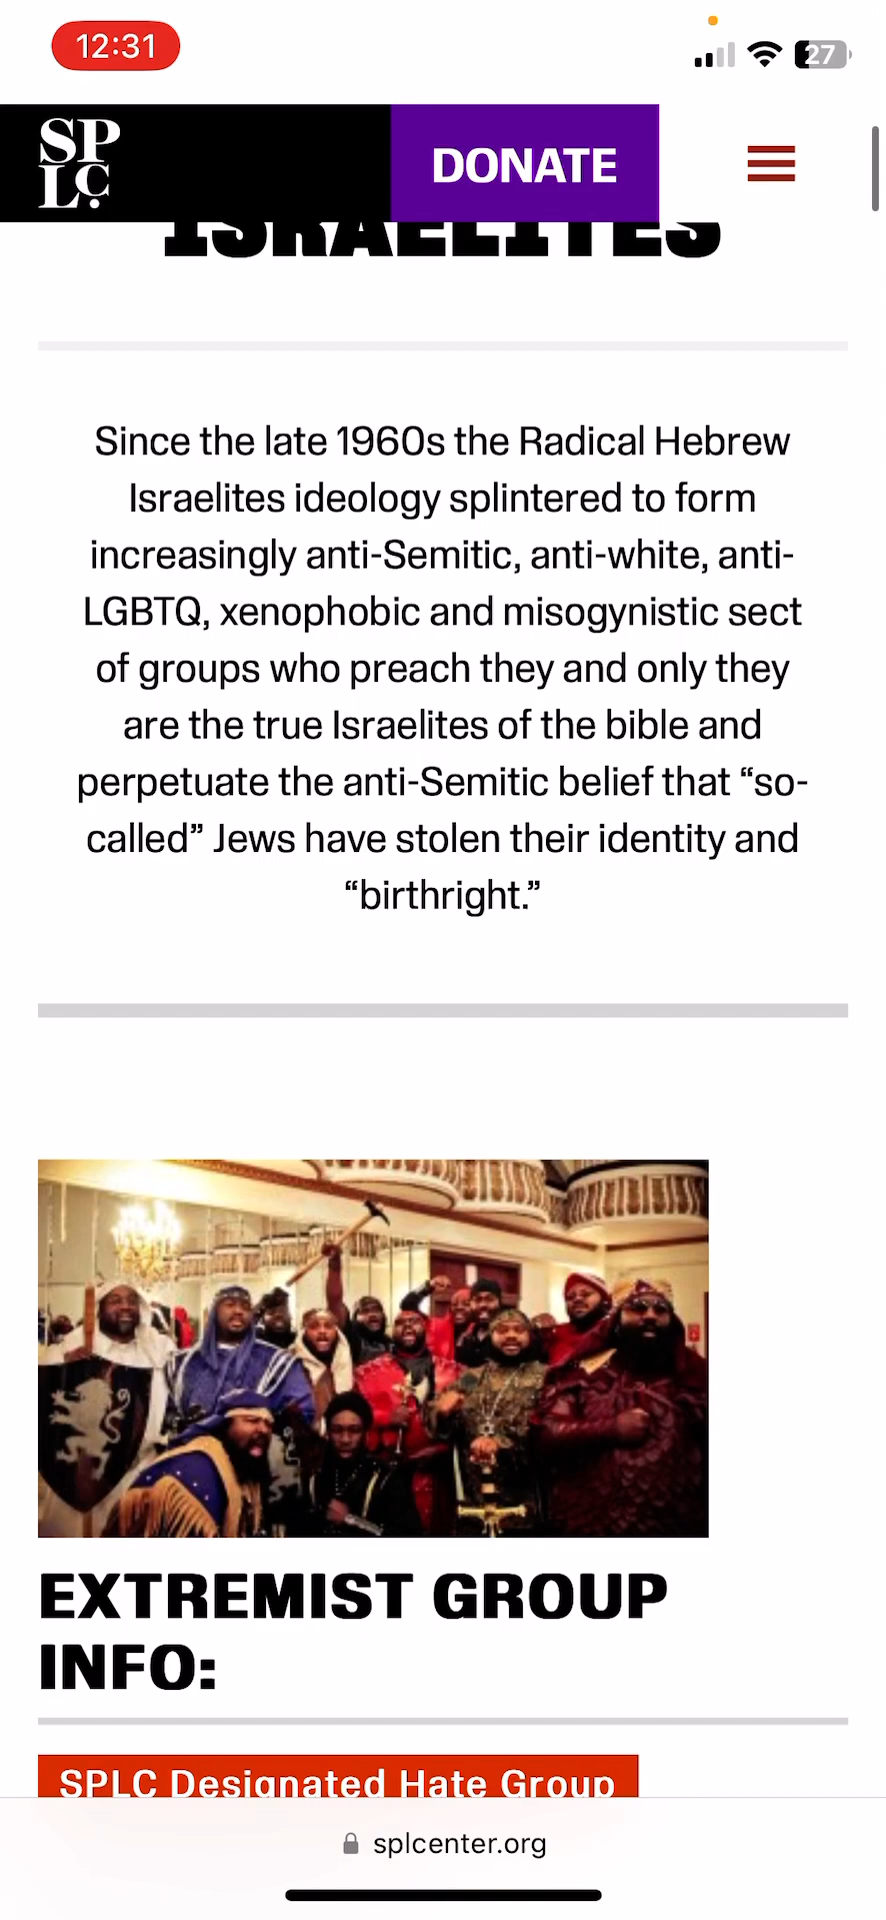 12:31
27
SP
LC
DONATE
ISRAELITES
Since the late 1960s the Radical Hebrew
Israelites ideology splintered to form
increasingly anti-Semitic, anti-white, anti-
LGBTQ, xenophobic and misogynistic sect
of groups who preach they and only they
are the true Israelites of the bible and
perpetuate the anti-Semitic belief that “so-
called” Jews have stolen their identity and
“birthright.”
EXTREMIST GROUP
INFO:
SPLC Designated Hate Group
splcenter.org